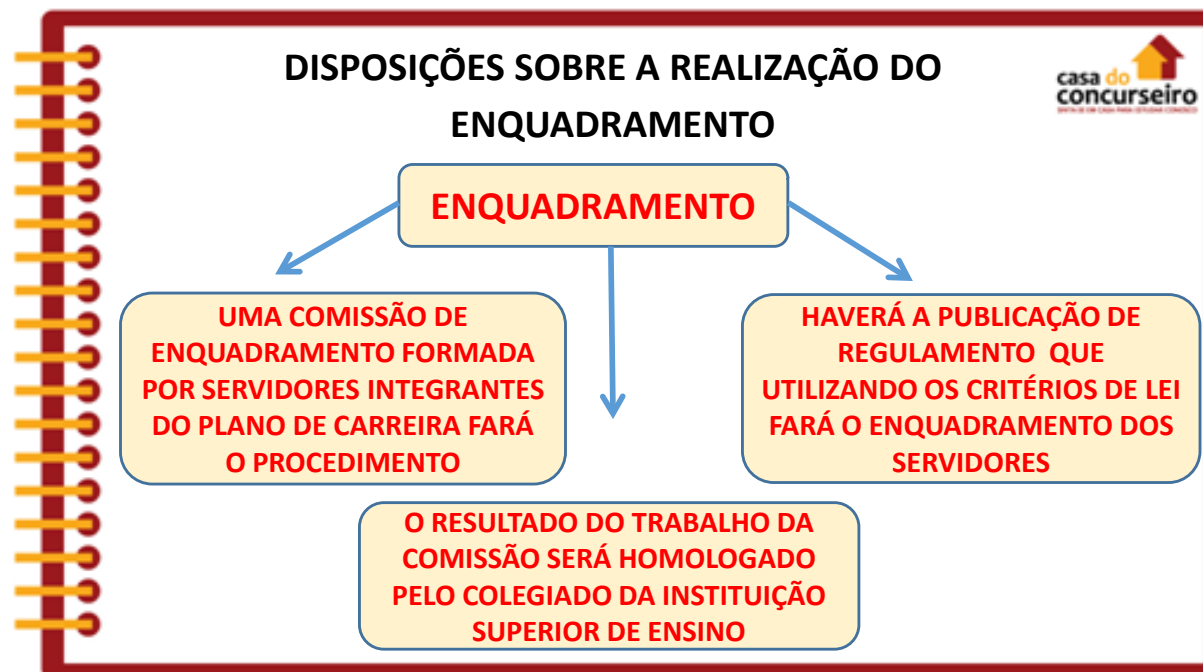 DISPOSIÇÕES SOBRE A REALIZAÇÃO DO
ENQUADRAMENTO
casa do
concurseiro
ENQUADRAMENTO
UMA COMISSÃO DE
ENQUADRAMENTO FORMADA
POR SERVIDORES INTEGRANTES
DO PLANO DE CARREIRA FARÁ
O PROCEDIMENTO
HAVERÁ A PUBLICAÇÃO DE
REGULAMENTO QUE
UTILIZANDO OS CRITÉRIOS DE LEI
FARÁ O ENQUADRAMENTO DOS
SERVIDORES
O RESULTADO DO TRABALHO DA
COMISSÃO SERÁ HOMOLOGADO
PELO COLEGIADO DA INSTITUIÇÃO
SUPERIOR DE ENSINO